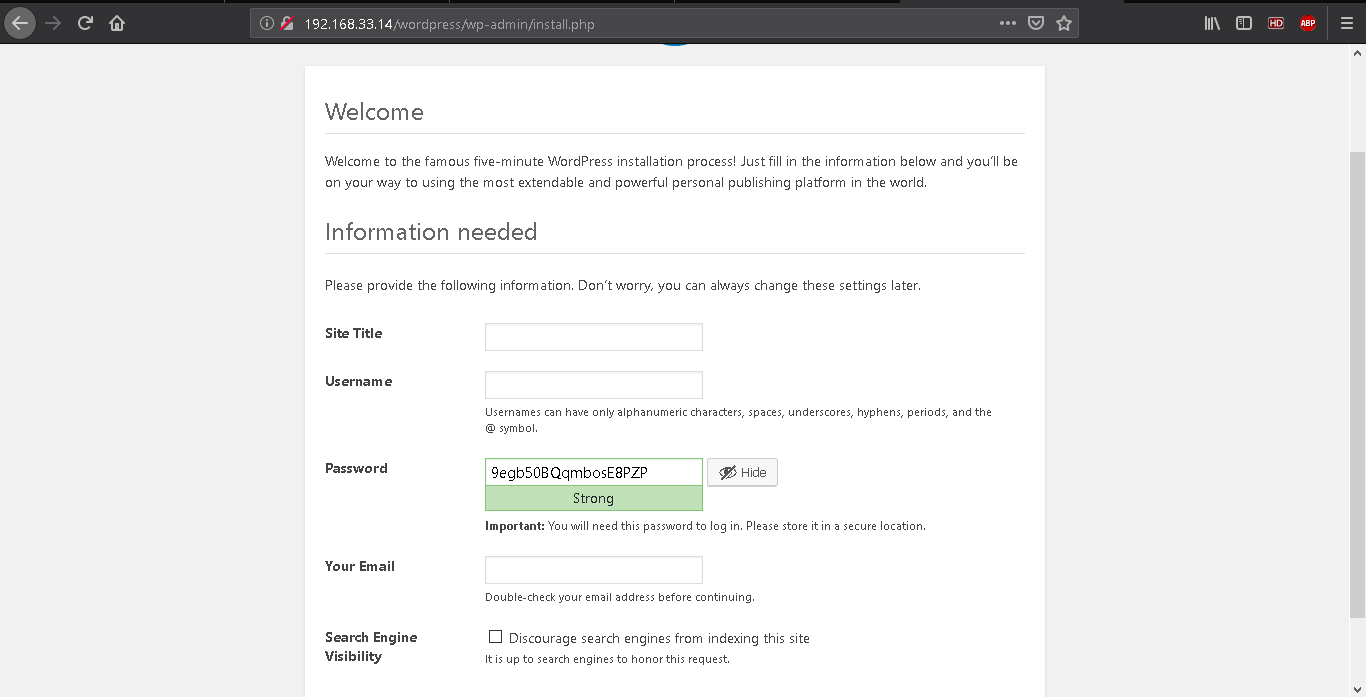 192.168.33.14/wordpress/wp-admin/install.php
HD
ABP
Welcome
Welcome to the famous five-minute WordPress installation process! Just fill in the information below and you’ll be
on your way to using the most extendable and powerful personal publishing platform in the world.
Information needed
Please provide the following information. Don’t worry, you can always change these settings later.
Site Title
Username
Usernames can have only alphanumeric characters, spaces, underscores, hyphens, periods, and the
@ symbol.
Password
9egb50BQqmbosE8PZP
Hide
Strong
Important: You will need this password to log in. Please store it in a secure location.
Your Email
Double-check your email address before continuing.
Search Engine
Visibility
Discourage search engines from indexing this site
It is up to search engines to honor this request.